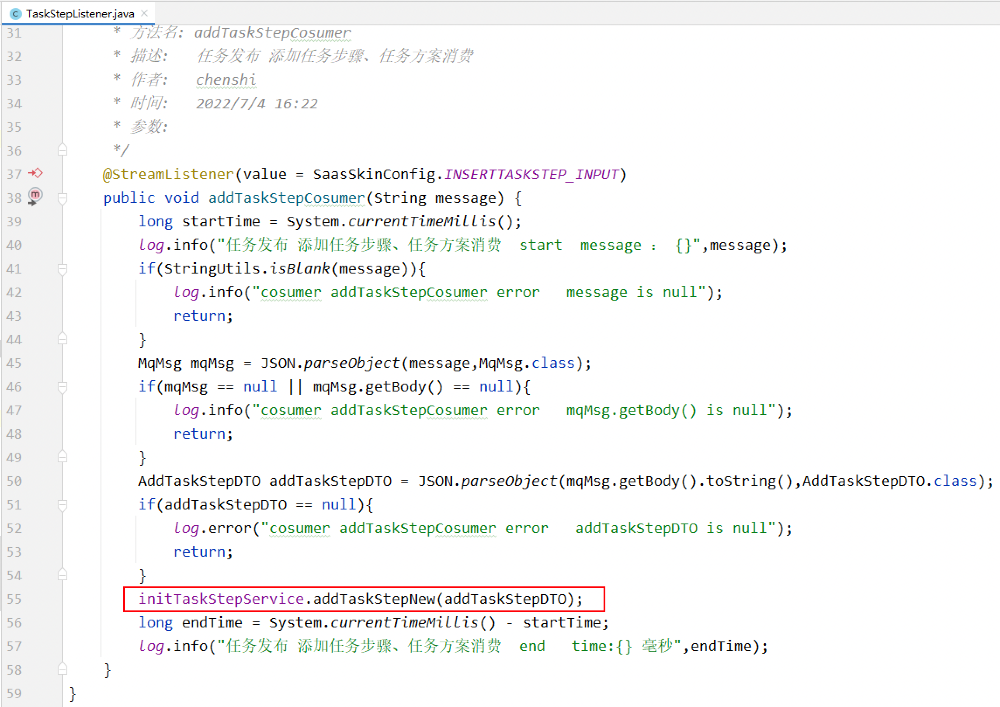 TaskStepListener.java
31 * 方法名: addTaskStepCosumer
32 * 描述: 任务发布 添加任务步骤、任务方案消费
33 * 作者: chenshi
34 * 时间: 2022/7/4 16:22
35 * 参数:
36 */
37 @StreamListener(value = SaasSkinConfig.INSERTTASKSTEP_INPUT)
38 public void addTaskStepCosumer(String message) {
39 long startTime = System.currentTimeMillis();
40 log.info("任务发布 添加任务步骤、任务方案消费  start  message : {}",message);
41 if(StringUtils.isBlank(message)){
42 log.info("cosumer addTaskStepCosumer error   message is null");
43 return;
44 }
45 MqMsg mqMsg = JSON.parseObject(message,MqMsg.class);
46 if(mqMsg == null || mqMsg.getBody() == null){
47 log.info("cosumer addTaskStepCosumer error   mqMsg.getBody() is null");
48 return;
49 }
50 AddTaskStepDTO addTaskStepDTO = JSON.parseObject(mqMsg.getBody().toString(),AddTaskStepDTO.class);
51 if(addTaskStepDTO == null){
52 log.error("cosumer addTaskStepCosumer error   addTaskStepDTO is null");
53 return;
54 }
55 initTaskStepService.addTaskStepNew(addTaskStepDTO);
56 long endTime = System.currentTimeMillis() - startTime;
57 log.info("任务发布 添加任务步骤、任务方案消费  end   time:{} 毫秒",endTime);
58 }
59 }